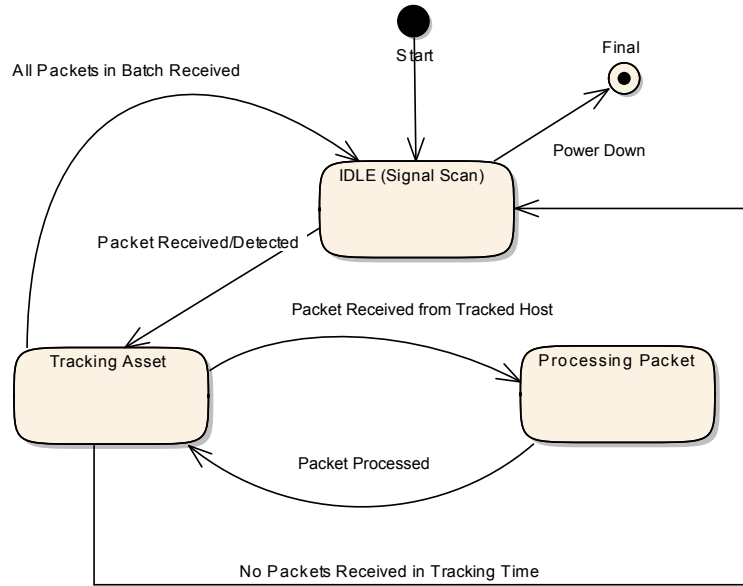 Start
Final
All Packets in Batch Received
Power Down
IDLE (Signal Scan)
Packet Received/Detected
Packet Received from Tracked Host
Tracking Asset
Processing Packet
Packet Processed
No Packets Received in Tracking Time